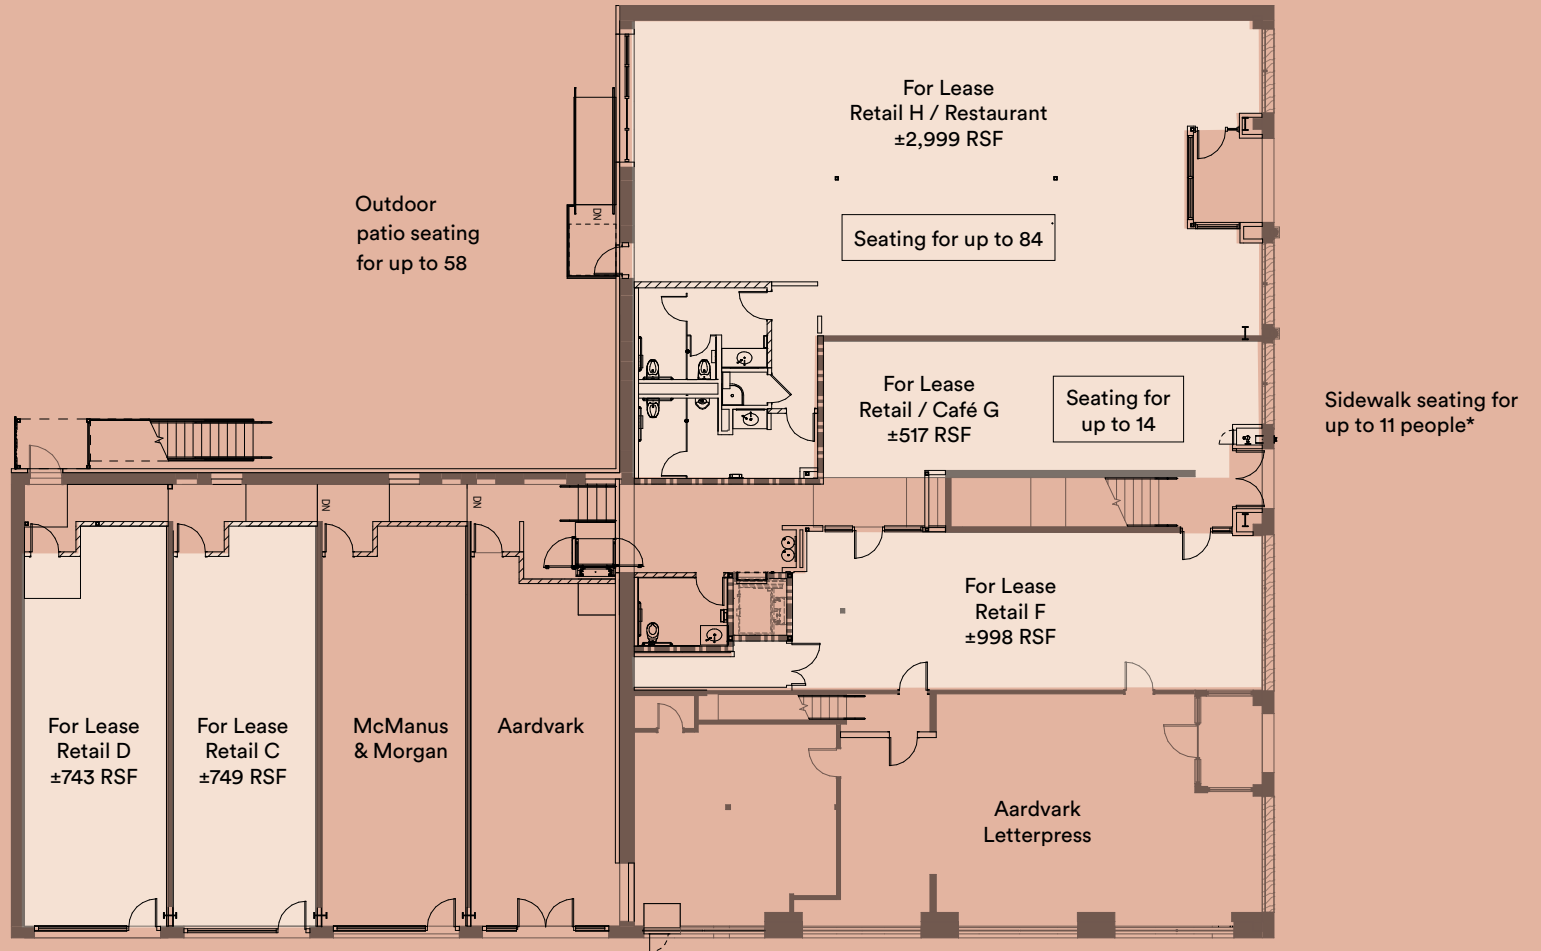 For Lease
Retail H / Restaurant
±2,999 RSF
Outdoor
patio seating
for up to 58
DN
Seating for up to 84
For Lease
Retail / Café G
±517 RSF
Seating for
up to 14
Sidewalk seating for
up to 11 people*
DN
DN
For Lease
Retail F
±998 RSF
For Lease
Retail D
±743 RSF
For Lease
Retail C
±749 RSF
McManus
& Morgan
Aardvark
Aardvark
Letterpress